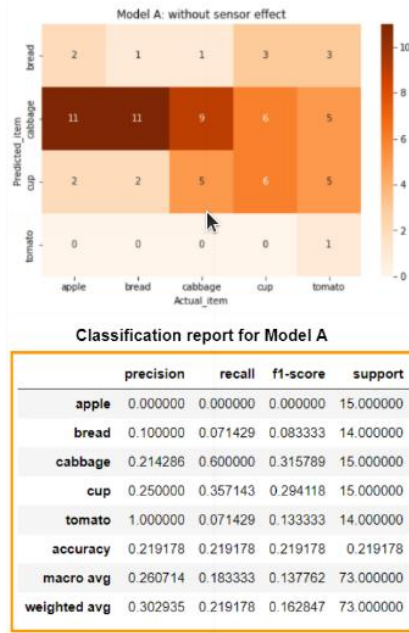 Model A: without sensor effect
bread 2 1 1 3 3
cabbage 11 11 9 6 5
cup 2 2 5 6 5
tomato 0 0 0 0 1
Predicted_item
apple bread cabbage cup tomato
Actual_item
10
8
6
4
2
0
Classification report for Model A
precision recall f1-score support
apple 0.000000 0.000000 0.000000 15.000000
bread 0.100000 0.071429 0.083333 14.000000
cabbage 0.214286 0.600000 0.315789 15.000000
cup 0.250000 0.357143 0.294118 15.000000
tomato 1.000000 0.071429 0.133333 14.000000
accuracy 0.219178 0.219178 0.219178 0.219178
macro avg 0.260714 0.183333 0.137762 73.000000
weighted avg 0.302935 0.219178 0.162847 73.000000